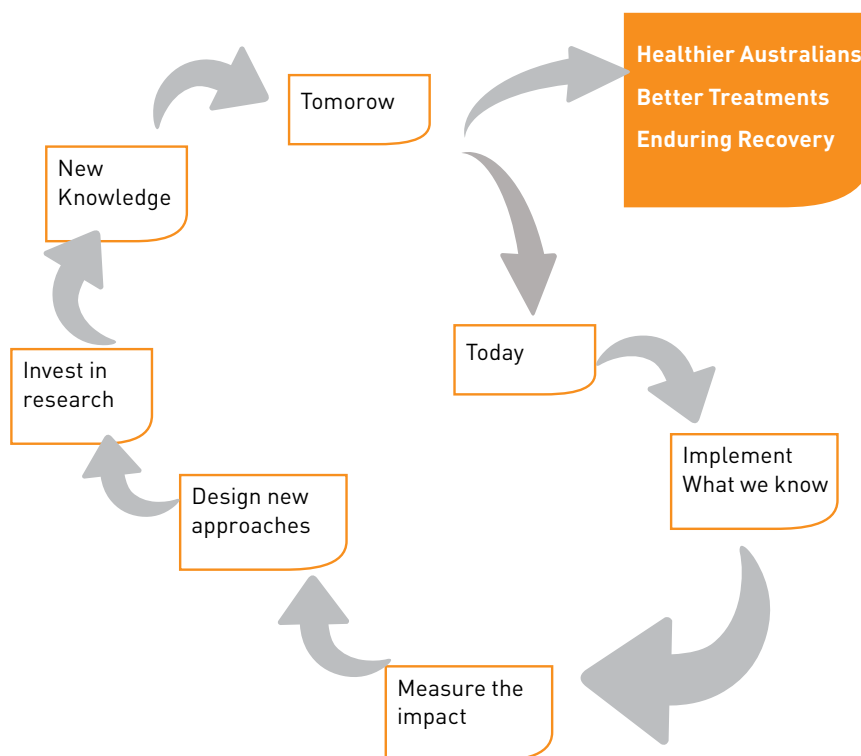 Healthier Australians
Better Treatments
Enduring Recovery
Tomorow
New
Knowledge
Today
Invest in
research
Implement
What we know
Design new
approaches
Measure the
impact